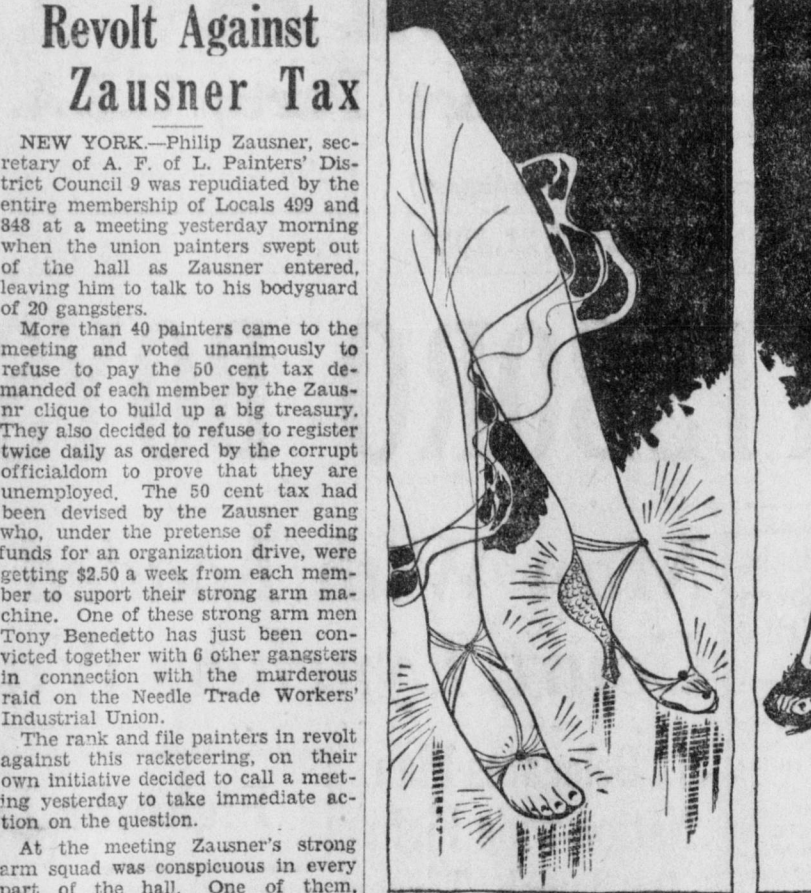 Revolt Against
Zausner Tax
NEW YORK.—Philip Zausner, sec-
retary of A. F. of L. Painters' Dis-
trict Council 9 was repudiated by the
entire membership of Locals 499 and
848 at a meeting yesterday morning
when the union painters swept out
of the hall as Zausner entered,
leaving him to talk to his bodyguard
of 20 gangsters.
More than 40 painters came to the
meeting and voted unanimously to
refuse to pay the 50 cent tax de-
manded of each member by the Zaus-
nr clique to build up a big treasury.
They also decided to refuse to register
twice daily as ordered by the corrupt
officialdom to prove that they are
unemployed. The 50 cent tax had
been devised by the Zausner gang
who, under the pretense of needing
funds for an organization drive, were
getting $2.50 a week from each mem-
ber to suport their strong arm ma-
chine. One of these strong arm men
Tony Benedetto has just been con-
victed together with 6 other gangsters
in connection with the murderous
raid on the Needle Trade Workers'
Industrial Union.
The rank and file painters in revolt
against this racketeering, on their
own initiative decided to call a meet-
ing yesterday to take immediate ac-
tion on the question.
At the meeting Zausner's strong
arm squad was conspicuous in every
part of the hall. One of them,